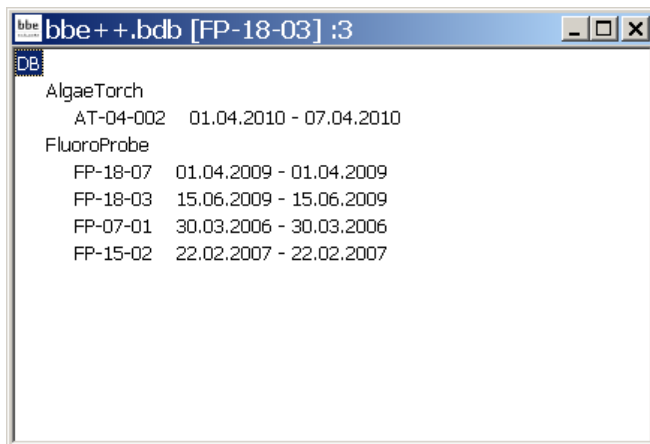 bbe bbe++.bdb [FP-18-03] :3
DB
AlgaeTorch
AT-04-002 01.04.2010 - 07.04.2010
FluoroProbe
FP-18-07 01.04.2009 - 01.04.2009
FP-18-03 15.06.2009 - 15.06.2009
FP-07-01 30.03.2006 - 30.03.2006
FP-15-02 22.02.2007 - 22.02.2007